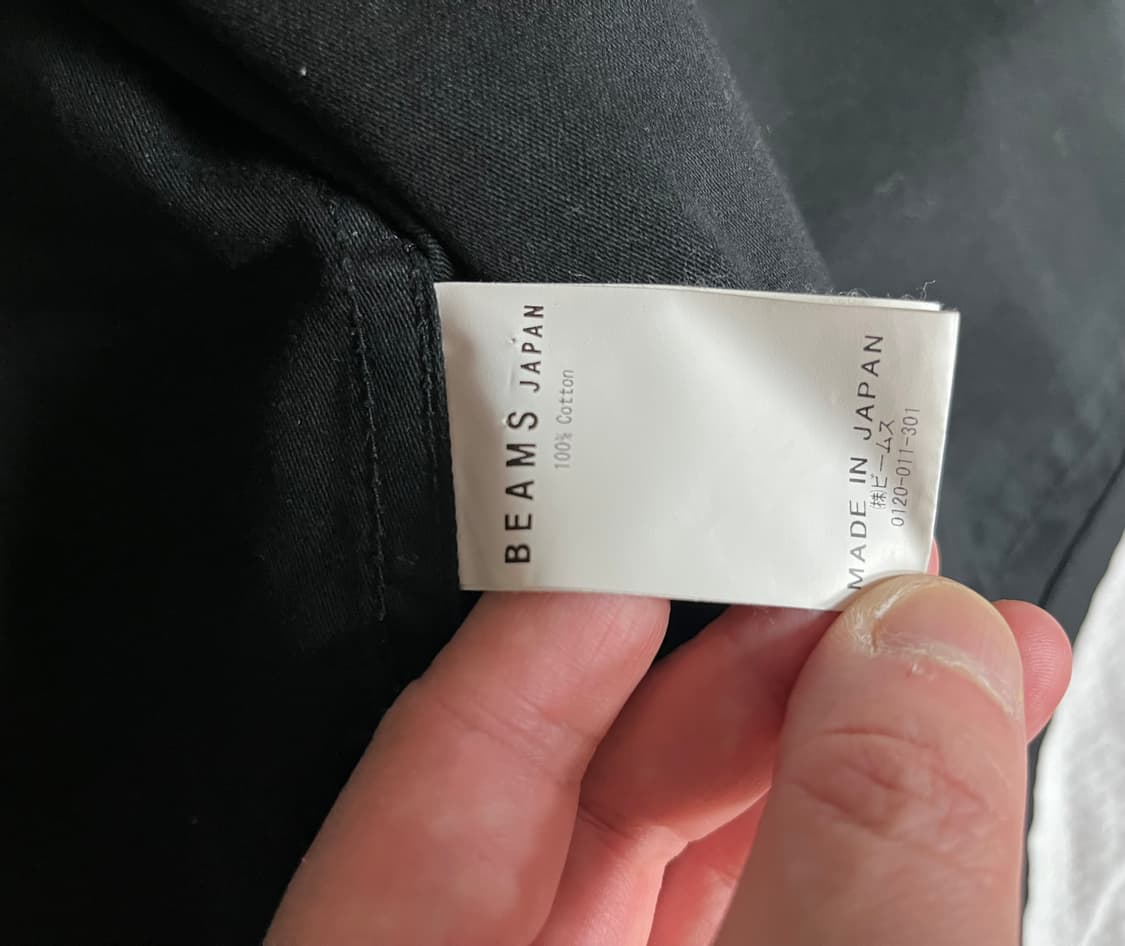 BEAMS JAPAN
100% Cotton
MADE IN JAPAN
㈱ビームス
0120-011-301